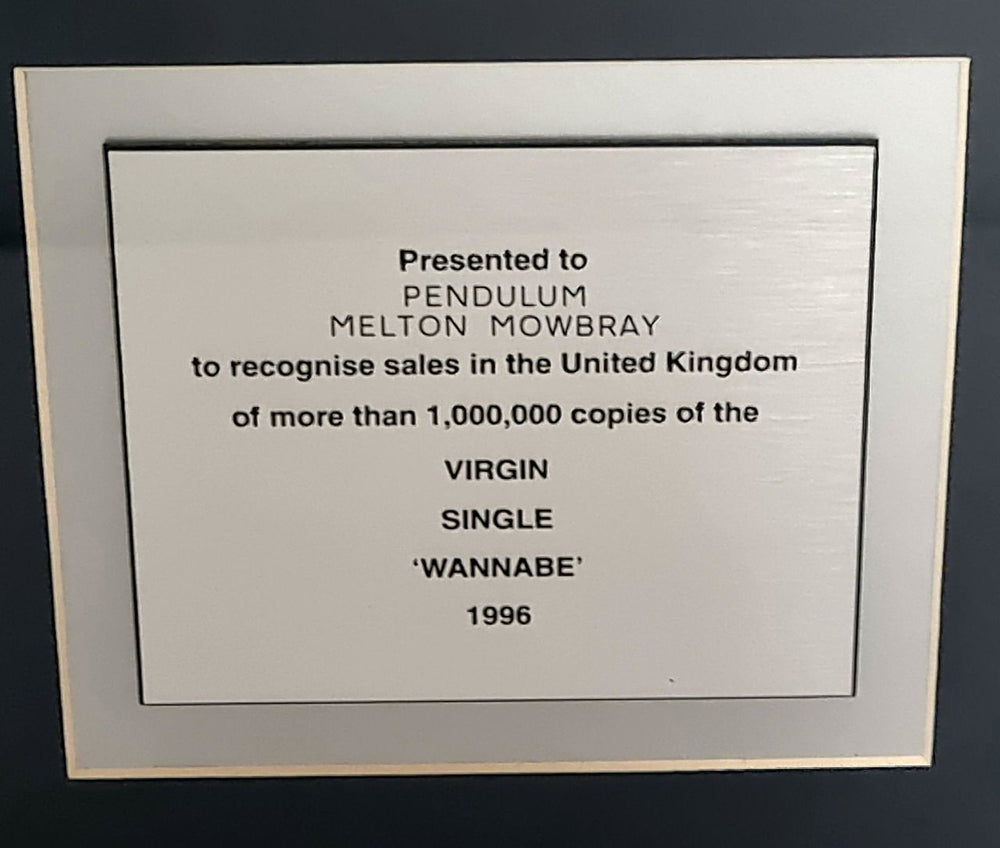 Presented to
PENDULUM
MELTON MOWBRAY
to recognise sales in the United Kingdom
of more than 1,000,000 copies of the
VIRGIN
SINGLE
‘WANNABE’
1996